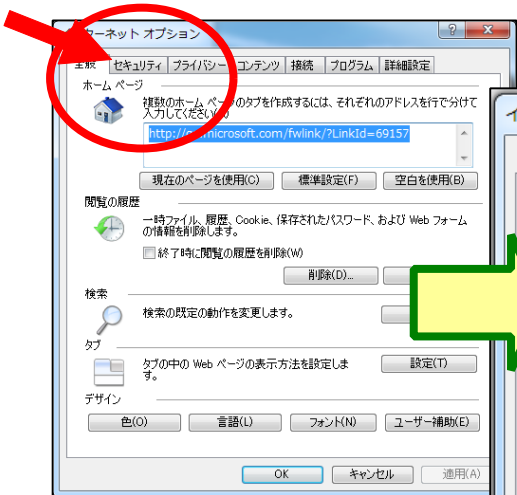 ターネット オプション
全般 セキュリティ プライバシー コンテンツ 接続 プログラム 詳細設定
ホーム ページ
複数のホーム ページのタブを作成するには、それぞれのアドレスを行で分けて
入力してください
69157
現在のページを使用(C) 標準設定(F) 空白を使用(B)
閲覧の履歴
一時ファイル、履歴、Cookie、保存されたパスワード、および Web フォーム
の情報を削除します。
終了時に閲覧の履歴を削除(W)
削除(D)...
検索
検索の既定の動作を変更します。
タブ
タブの中の Web ページの表示方法を設定しま
す。
設定(T)
デザイン
色(O) 言語(L) フォント(N) ユーザー補助(E)
OK キャンセル 適用(A)